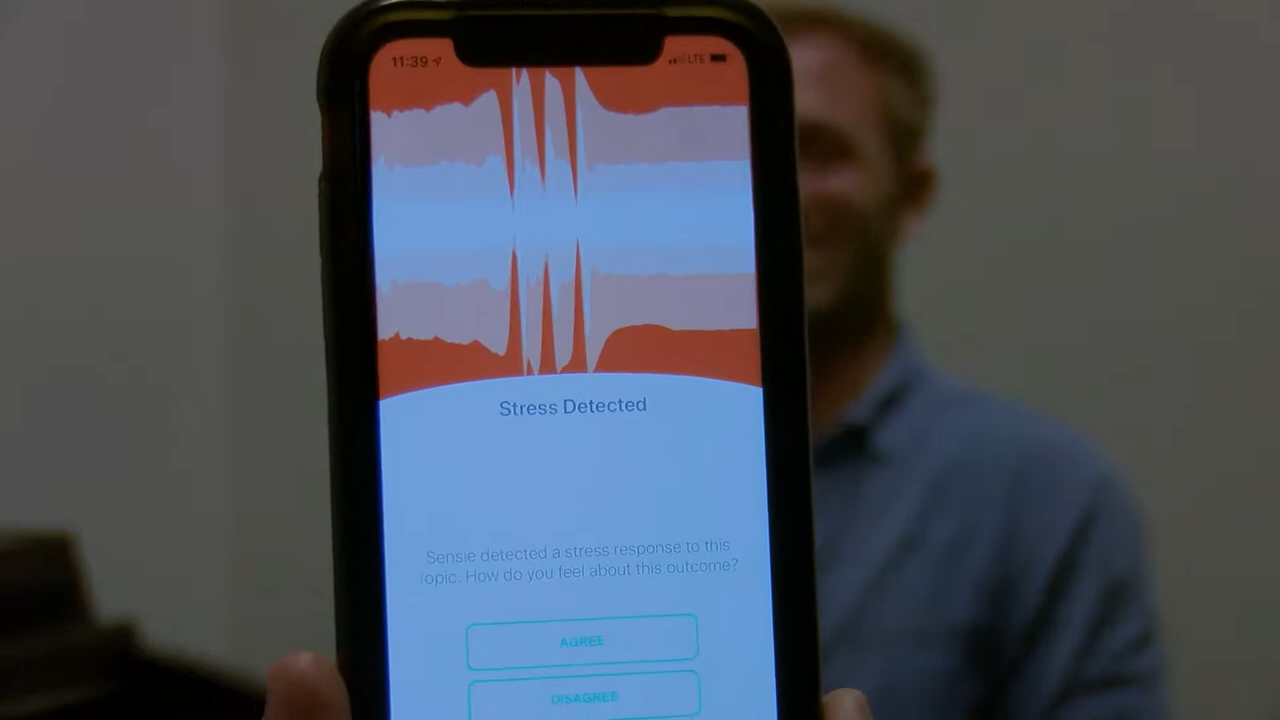 11:39
LTE
Stress Detected
Sensie detected a stress response to this
topic. How do you feel about this outcome?
AGREE
DISAGREE